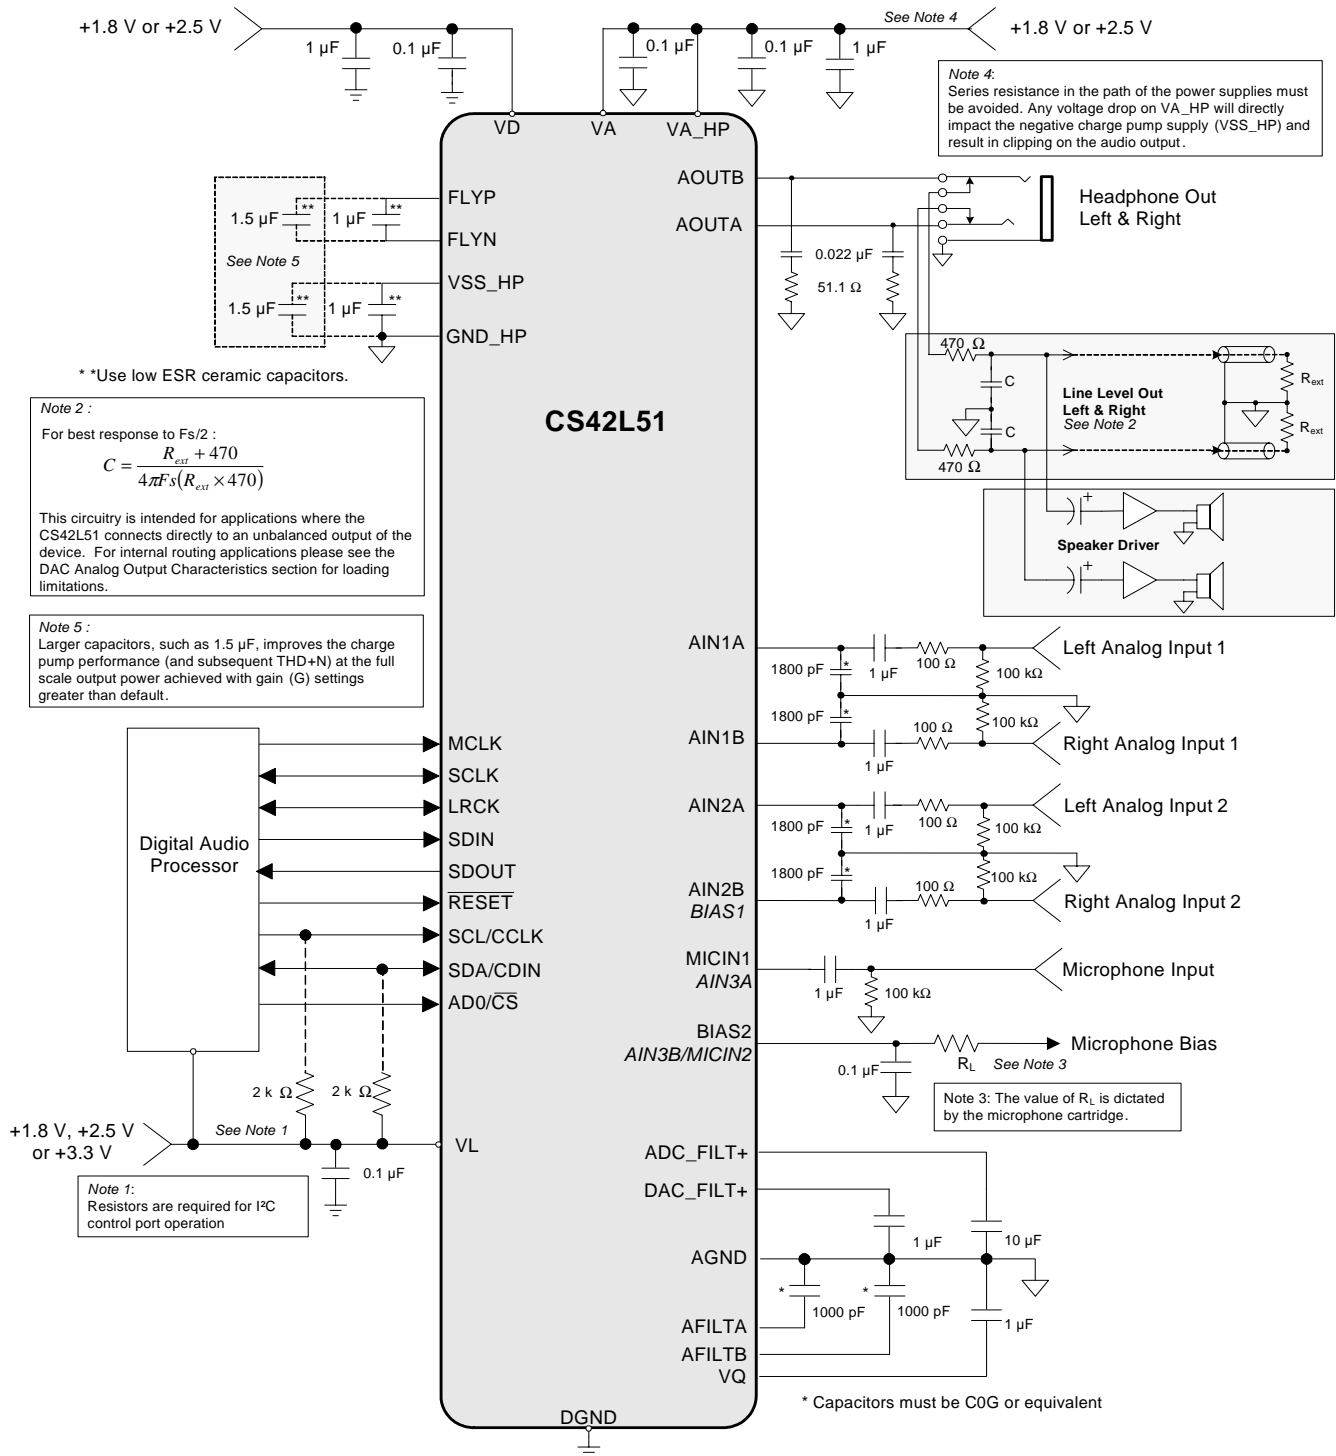 +1.8 V or +2.5 V
1 µF
0.1 µF
0.1 µF
0.1 µF
1 µF
See Note 4
+1.8 V or +2.5 V
Note 4:
Series resistance in the path of the power supplies must
be avoided. Any voltage drop on VA_HP will directly
impact the negative charge pump supply (VSS_HP) and
result in clipping on the audio output.
VD
VA
VA_HP
1.5 µF
**
1 µF
**
FLYP
FLYN
See Note 5
1.5 µF
**
1 µF
**
VSS_HP
GND_HP
* *Use low ESR ceramic capacitors.
AOUTB
AOUTA
0.022 µF
51.1 Ω
Headphone Out
Left & Right
470 Ω
C
C
470 Ω
Line Level Out
Left & Right
See Note 2
Rext
Rext
+
Speaker Driver
+
CS42L51
Note 2 :
For best response to Fs/2 :
C = (Rext + 470) / (4πFs(Rext × 470))
This circuitry is intended for applications where the
CS42L51 connects directly to an unbalanced output of the
device. For internal routing applications please see the
DAC Analog Output Characteristics section for loading
limitations.
Note 5 :
Larger capacitors, such as 1.5 µF, improves the charge
pump performance (and subsequent THD+N) at the full
scale output power achieved with gain (G) settings
greater than default.
AIN1A
1800 pF
*
1 µF
100 Ω
100 kΩ
Left Analog Input 1
1800 pF
*
AIN1B
1 µF
100 Ω
100 kΩ
Right Analog Input 1
AIN2A
1800 pF
*
1 µF
100 Ω
100 kΩ
Left Analog Input 2
1800 pF
*
AIN2B
BIAS1
1 µF
100 Ω
100 kΩ
Right Analog Input 2
MICIN1
AIN3A
1 µF
100 kΩ
Microphone Input
BIAS2
AIN3B/MICIN2
0.1 µF
RL
See Note 3
Microphone Bias
Note 3: The value of RL is dictated
by the microphone cartridge.
Digital Audio
Processor
MCLK
SCLK
LRCK
SDIN
SDOUT
RESET
SCL/CCLK
SDA/CDIN
AD0/CS
2 k Ω
2 k Ω
+1.8 V, +2.5 V
or +3.3 V
See Note 1
VL
0.1 µF
Note 1:
Resistors are required for I²C
control port operation
ADC_FILT+
DAC_FILT+
1 µF
10 µF
AGND
*
1000 pF
*
1000 pF
1 µF
AFILTA
AFILTB
VQ
* Capacitors must be C0G or equivalent
DGND